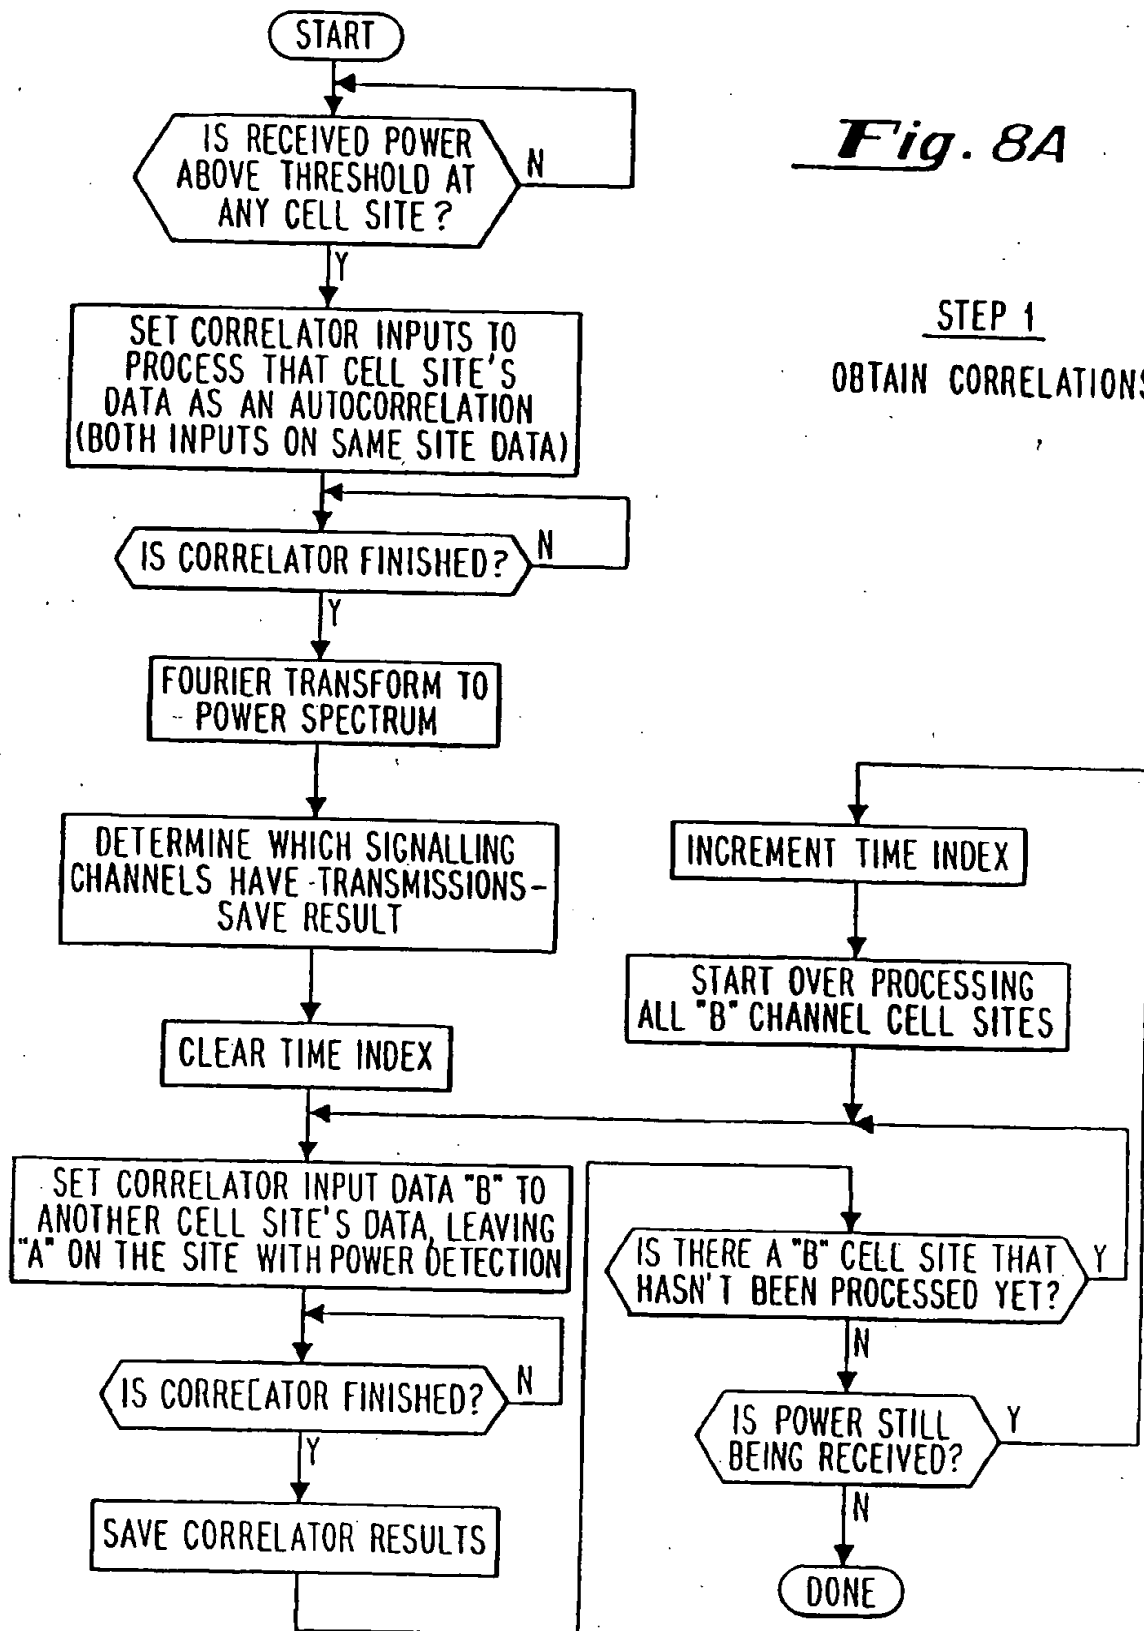 START
IS RECEIVED POWER
ABOVE THRESHOLD AT
ANY CELL SITE?
N
Y
Fig. 8A
STEP 1
OBTAIN CORRELATIONS
SET CORRELATOR INPUTS TO
PROCESS THAT CELL SITE'S
DATA AS AN AUTOCORRELATION
(BOTH INPUTS ON SAME SITE DATA)
IS CORRELATOR FINISHED?
N
Y
FOURIER TRANSFORM TO
POWER SPECTRUM
DETERMINE WHICH SIGNALLING
CHANNELS HAVE TRANSMISSIONS-
SAVE RESULT
CLEAR TIME INDEX
INCREMENT TIME INDEX
START OVER PROCESSING
ALL "B" CHANNEL CELL SITES
SET CORRELATOR INPUT DATA "B" TO
ANOTHER CELL SITE'S DATA, LEAVING
"A" ON THE SITE WITH POWER DETECTION
IS CORRECATOR FINISHED?
N
Y
SAVE CORRELATOR RESULTS
IS THERE A "B" CELL SITE THAT
HASN'T BEEN PROCESSED YET?
Y
N
IS POWER STILL
BEING RECEIVED?
Y
N
DONE